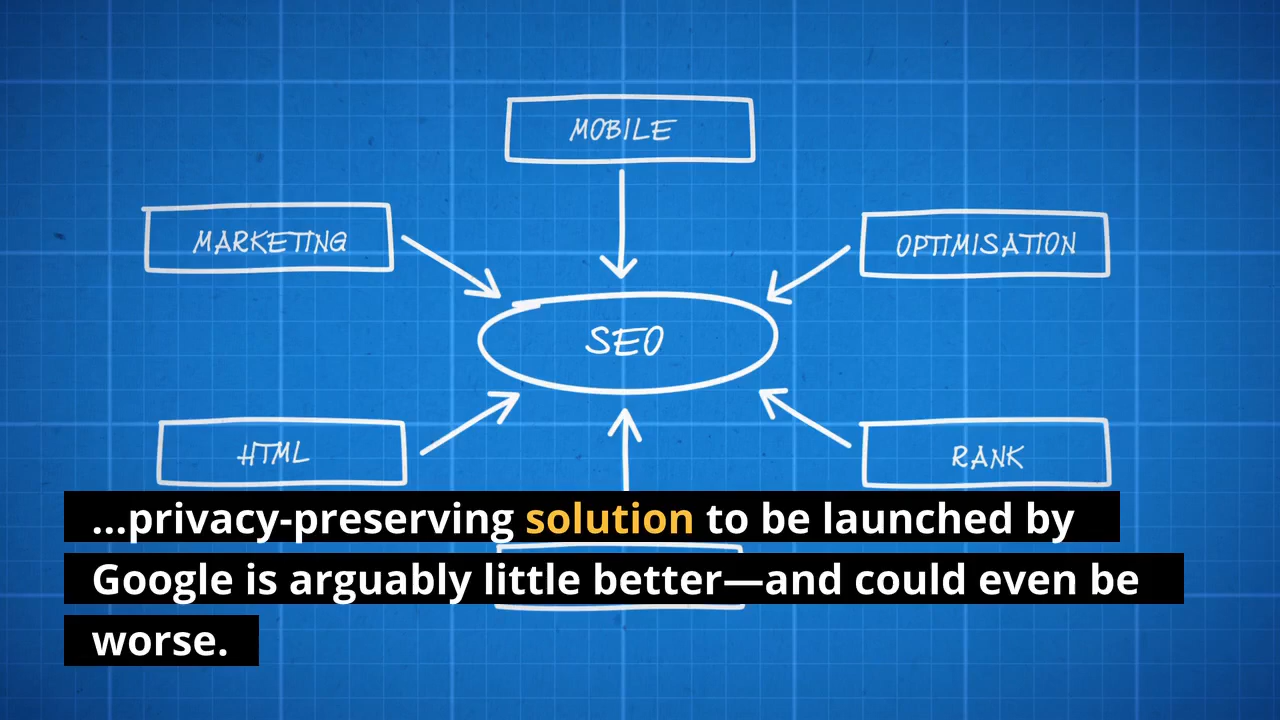 MOBILE
MARKETING
OPTIMISATION
SEO
HTML
RANK
...privacy-preserving solution to be launched by
Google is arguably little better—and could even be
worse.